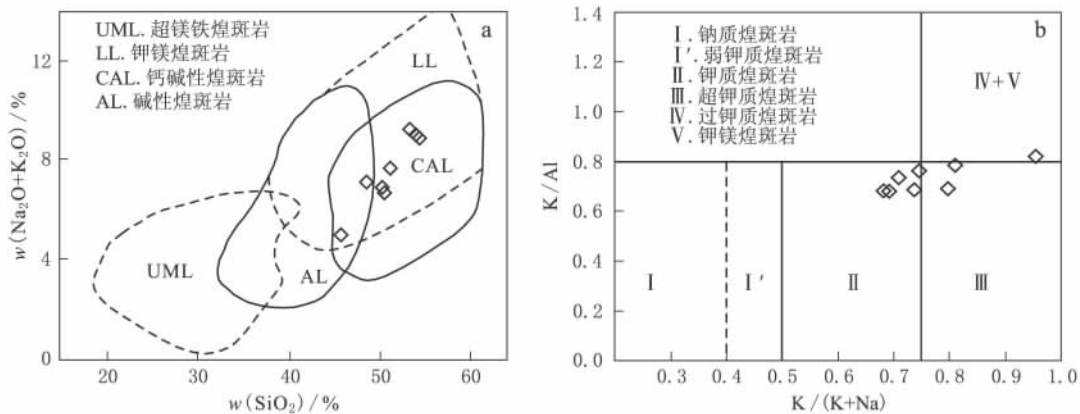 a
UML. 超镁铁煌斑岩
LL. 钾镁煌斑岩
CAL. 钙碱性煌斑岩
AL. 碱性煌斑岩
LL
CAL
UML
AL
12
8
4
0
w(Na₂O+K₂O) / %
20
30
40
50
60
w(SiO₂) / %
b
Ⅰ. 钠质煌斑岩
Ⅰ′. 弱钾质煌斑岩
Ⅱ. 钾质煌斑岩
Ⅲ. 超钾质煌斑岩
Ⅳ. 过钾质煌斑岩
Ⅴ. 钾镁煌斑岩
Ⅳ+Ⅴ
Ⅰ
Ⅰ′
Ⅱ
Ⅲ
1.4
1.2
1.0
0.8
0.6
0.4
0.2
0.0
K / Al
0.3
0.4
0.5
0.6
0.7
0.8
0.9
1.0
K / (K+Na)